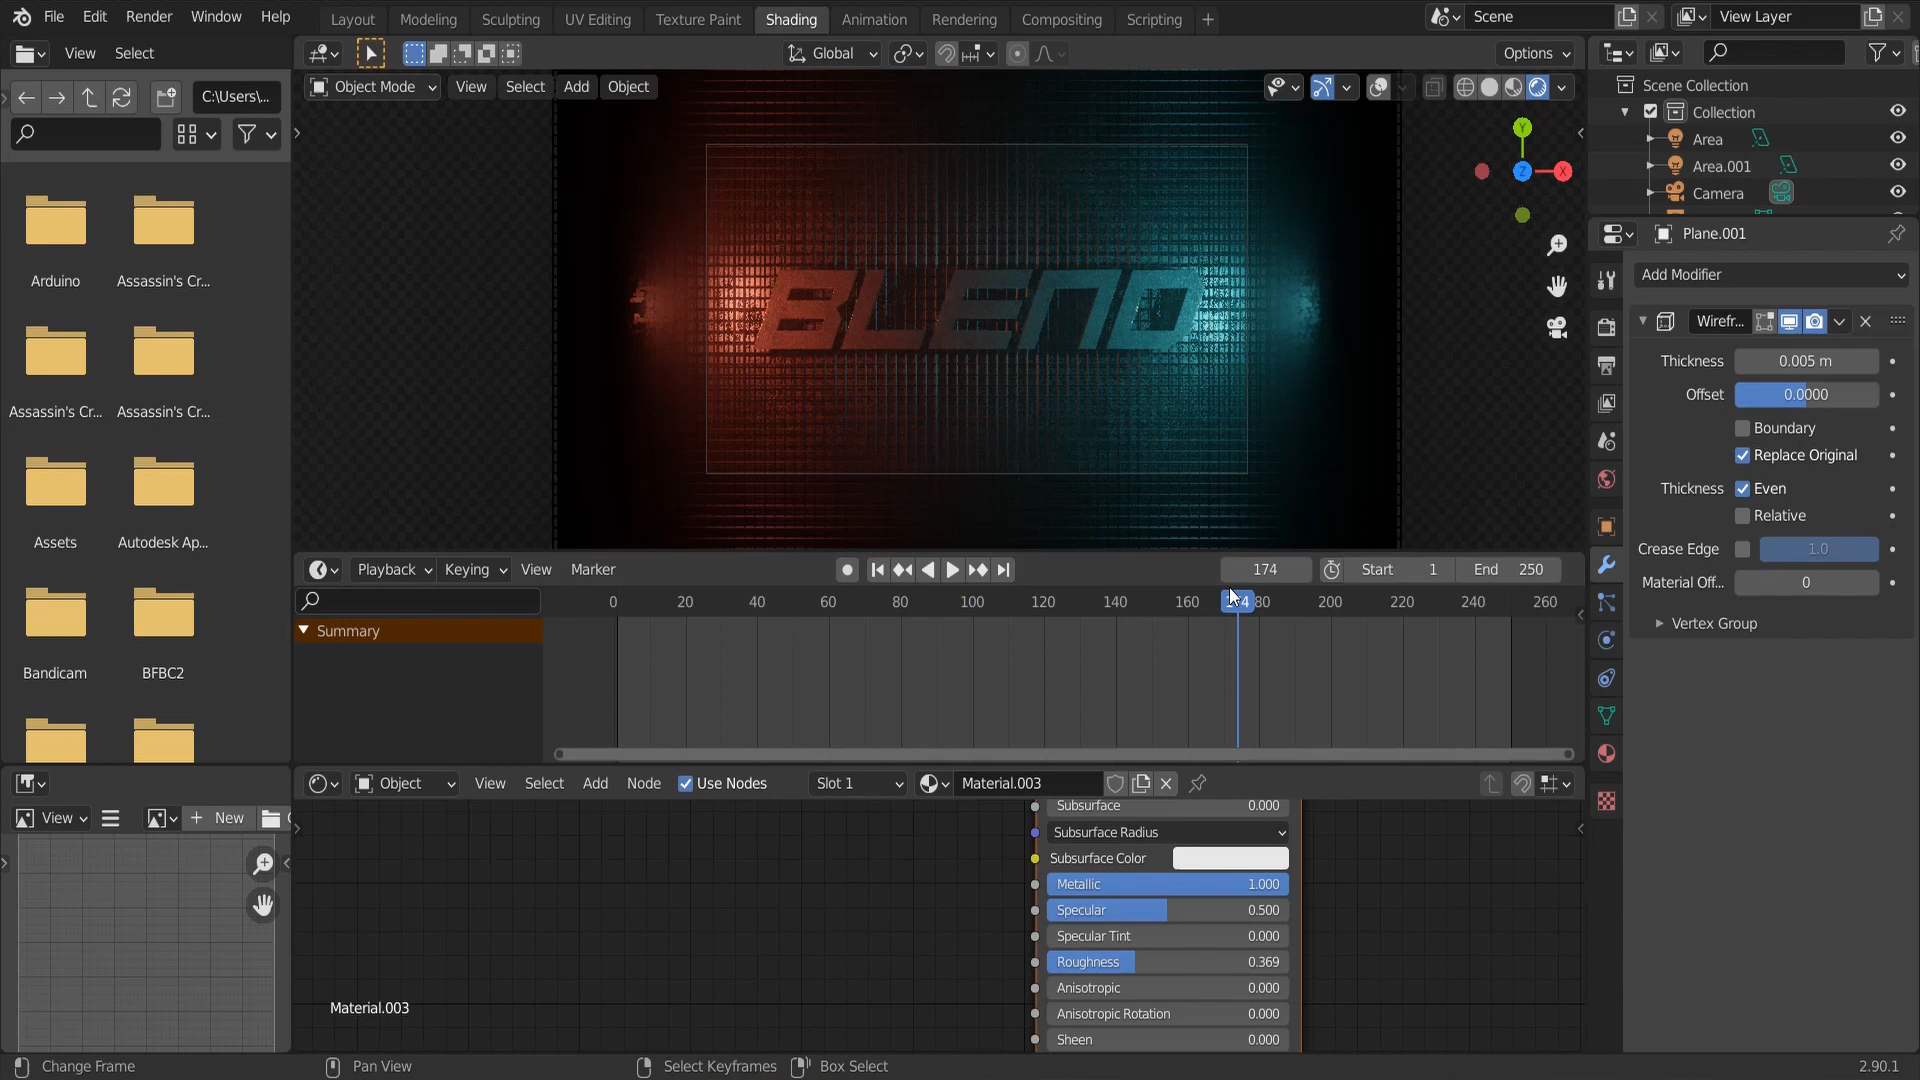 File Edit Render Window Help
Layout Modeling Sculpting UV Editing Texture Paint Shading Animation Rendering Compositing Scripting +
Scene
View Layer
View Select
Global
Options
C:\Users\...
Object Mode View Select Add Object
Scene Collection
Collection
Area
Area.001
Camera
Y
Z
X
BLEND
Arduino
Assassin's Cr...
Assassin's Cr...
Assassin's Cr...
Assets
Autodesk Ap...
Bandicam
BFBC2
Plane.001
Add Modifier
Wirefr...
Thickness 0.005 m
Offset 0.0000
Boundary
Replace Original
Thickness Even
Relative
Crease Edge 1.0
Material Off... 0
Vertex Group
Playback Keying View Marker
174
Start 1 End 250
0 20 40 60 80 100 120 140 160 80 200 220 240 260
Summary
Object View Select Add Node Use Nodes Slot 1 Material.003
View
+ New
Subsurface 0.000
Subsurface Radius
Subsurface Color
Metallic 1.000
Specular 0.500
Specular Tint 0.000
Roughness 0.369
Anisotropic 0.000
Anisotropic Rotation 0.000
Sheen 0.000
Material.003
Change Frame Pan View Select Keyframes Box Select 2.90.1